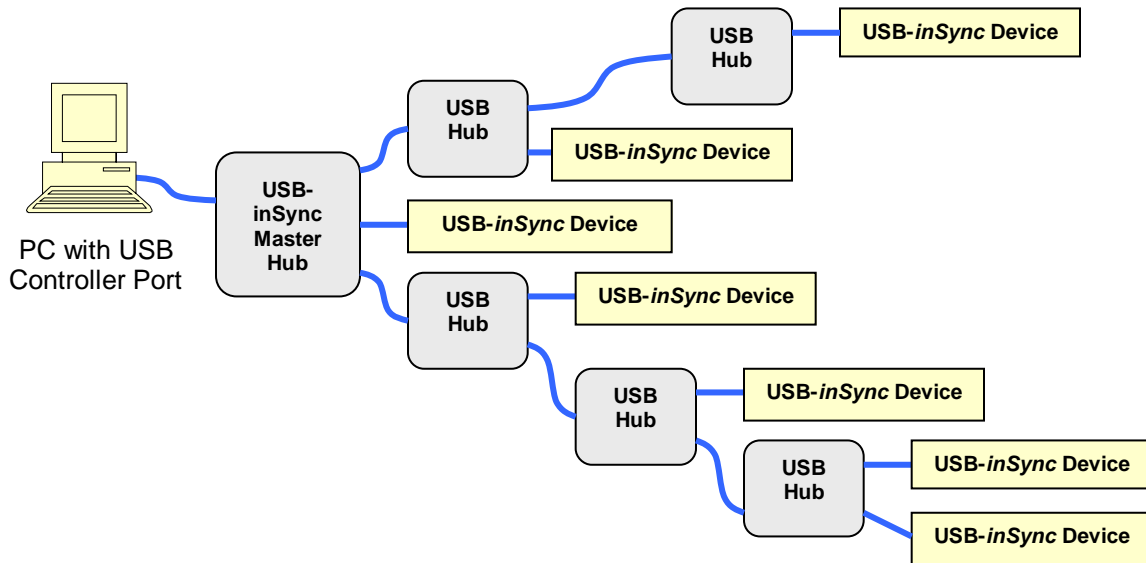 USB
Hub
USB-inSync Device
USB
Hub
USB-inSync Device
USB-
inSync
Master
Hub
USB-inSync Device
PC with USB
Controller Port
USB
Hub
USB-inSync Device
USB
Hub
USB-inSync Device
USB
Hub
USB-inSync Device
USB-inSync Device